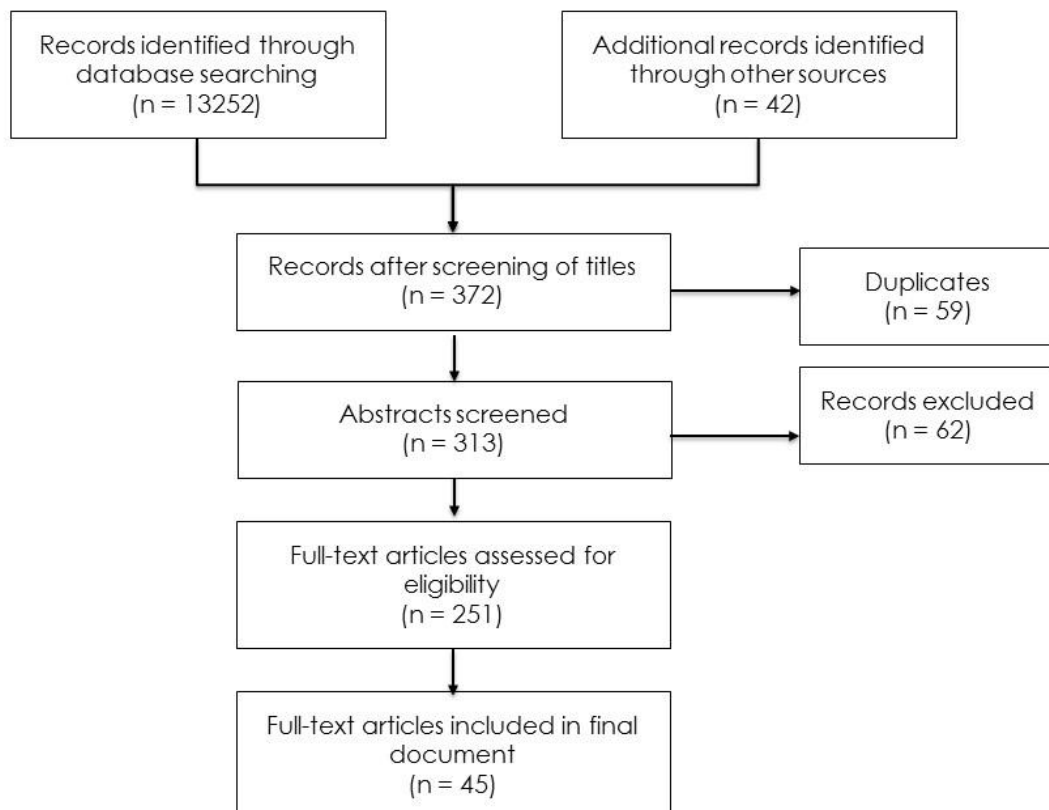 Records identified through
database searching
(n = 13252)
Additional records identified
through other sources
(n = 42)
Records after screening of titles
(n = 372)
Duplicates
(n = 59)
Abstracts screened
(n = 313)
Records excluded
(n = 62)
Full-text articles assessed for
eligibility
(n = 251)
Full-text articles included in final
document
(n = 45)